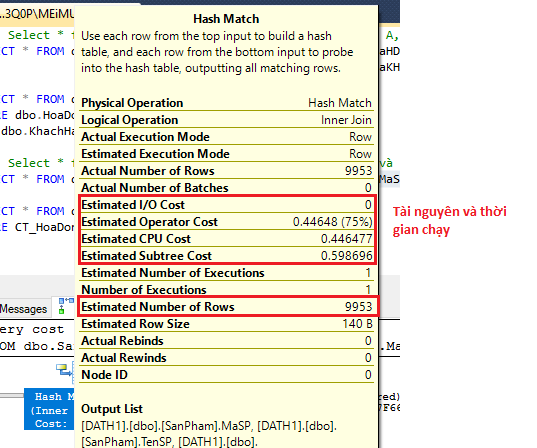 ..3Q0P\MEiMU
Select * t
CT * FROM d
CT * FROM d
E dbo.HoaDo
dbo.KhachHa
Select * t
CT * FROM d
CT * FROM d
E CT_HoaDon
A,
aHD
aKH
và
MaS
Messages
ery cost
OM dbo.Sa
.Ma
Hash M
(Inner
Cost:
red)
7F66
Hash Match
Use each row from the top input to build a hash
table, and each row from the bottom input to probe
into the hash table, outputting all matching rows.
Physical Operation Hash Match
Logical Operation Inner Join
Actual Execution Mode Row
Estimated Execution Mode Row
Actual Number of Rows 9953
Actual Number of Batches 0
Estimated I/O Cost 0
Estimated Operator Cost 0.44648 (75%)
Estimated CPU Cost 0.446477
Estimated Subtree Cost 0.598696
Estimated Number of Executions 1
Number of Executions 1
Estimated Number of Rows 9953
Estimated Row Size 140 B
Actual Rebinds 0
Actual Rewinds 0
Node ID 0
Output List
[DATH1].[dbo].[SanPham].MaSP, [DATH1].[dbo].
[SanPham].TenSP, [DATH1].[dbo].
Tài nguyên và thời
gian chạy